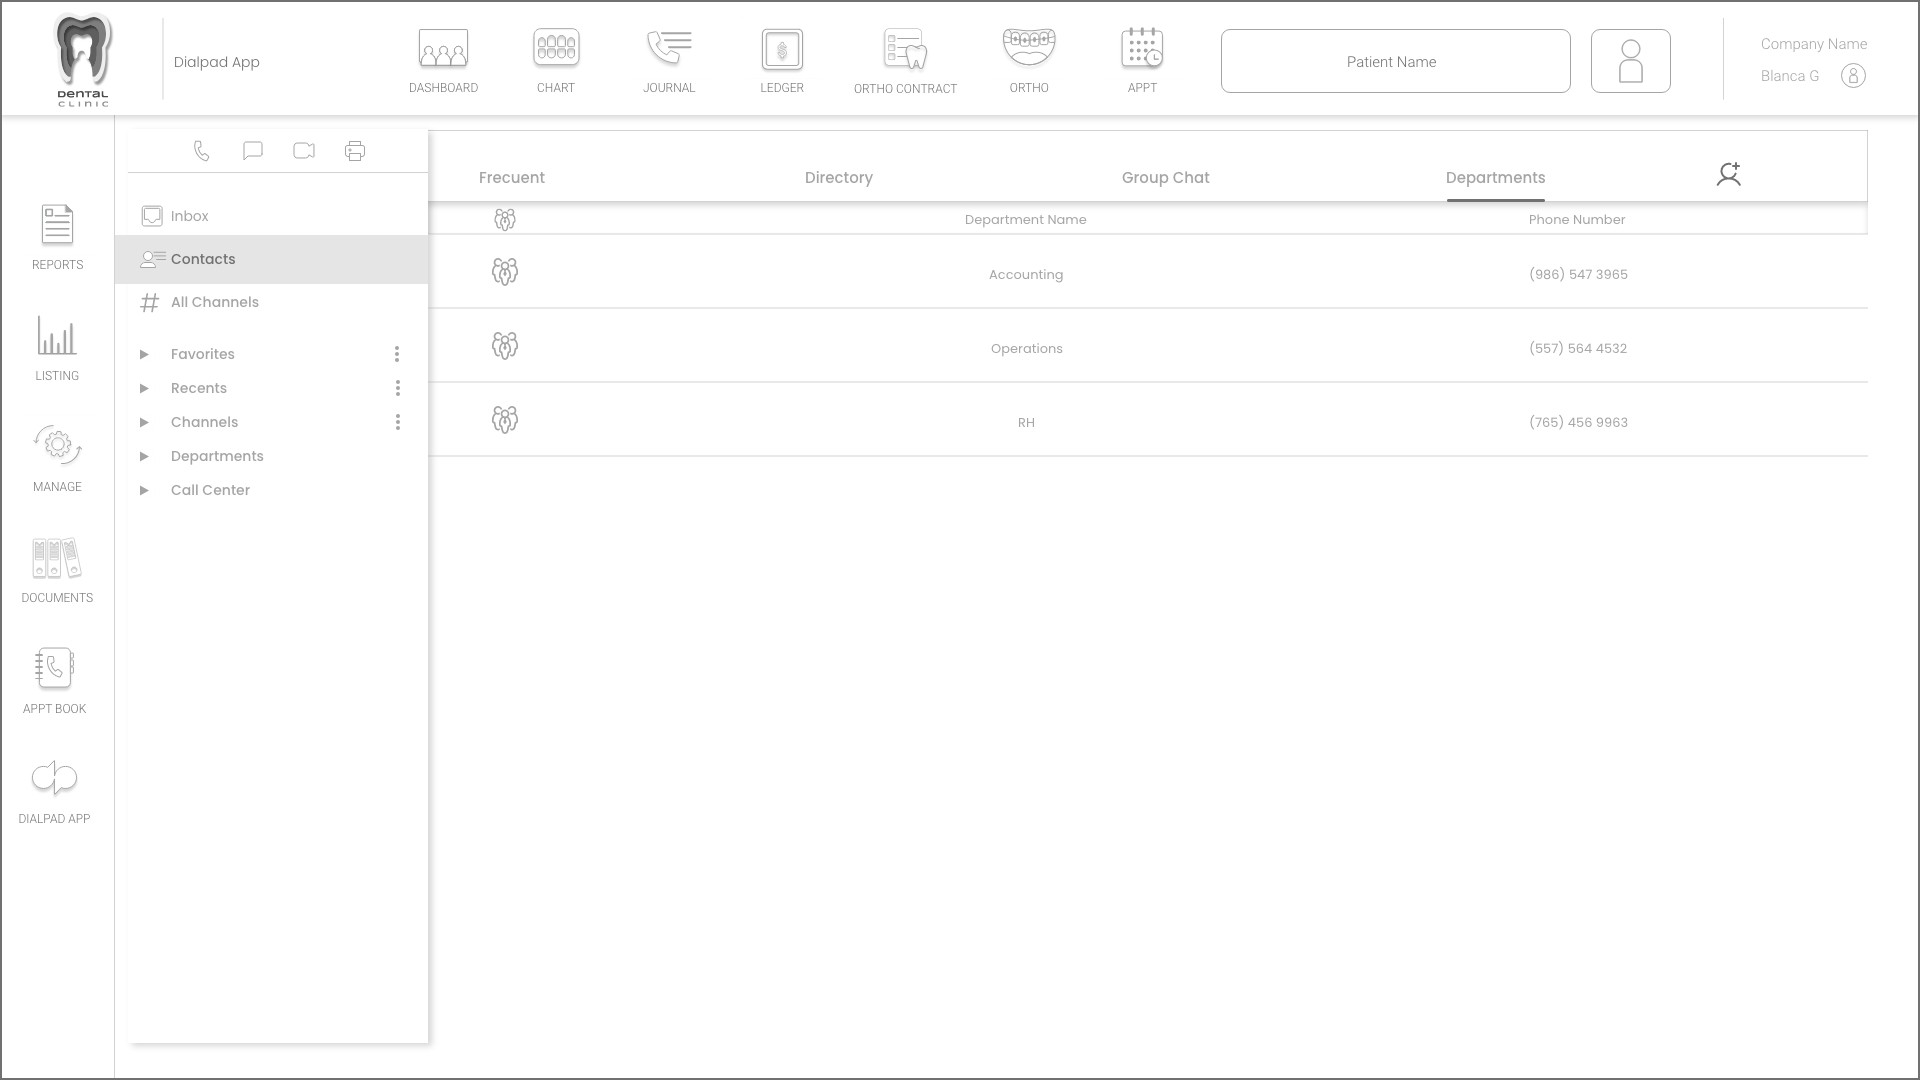 DENTAL
CLINIC
Dialpad App
DASHBOARD
CHART
JOURNAL
LEDGER
ORTHO CONTRACT
ORTHO
APPT
Patient Name
Company Name
Blanca G
REPORTS
LISTING
MANAGE
DOCUMENTS
APPT BOOK
DIALPAD APP
Inbox
Contacts
# All Channels
Favorites
Recents
Channels
Departments
Call Center
Frecuent Directory Group Chat Departments
Department Name Phone Number
Accounting (986) 547 3965
Operations (557) 564 4532
RH (765) 456 9963